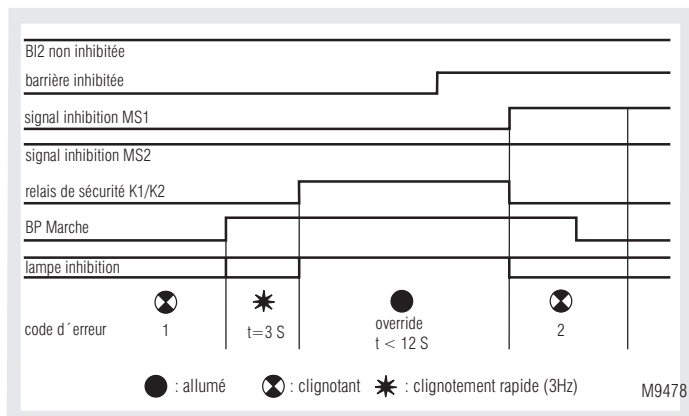 BI2 non inhibitée
barrière inhibitée
signal inhibition MS1
signal inhibition MS2
relais de sécurité K1/K2
BP Marche
lampe inhibition
code d´erreur 1 t=3 S override t < 12 S 2
: allumé : clignotant : clignotement rapide (3Hz)
M9478